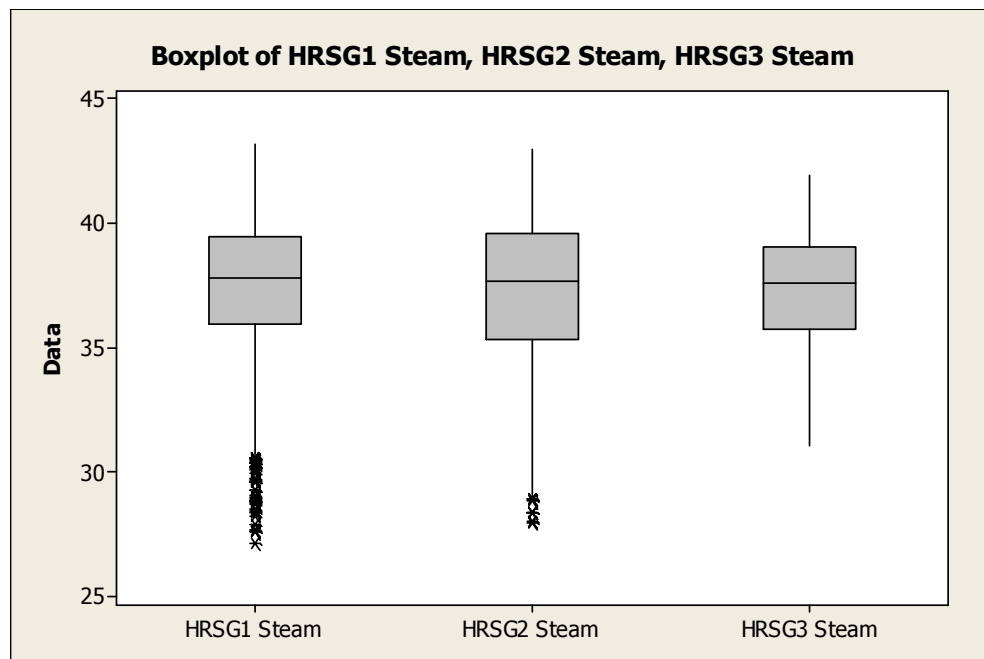 Boxplot of HRSG1 Steam, HRSG2 Steam, HRSG3 Steam
45
40
35
30
25
Data
HRSG1 Steam
HRSG2 Steam
HRSG3 Steam